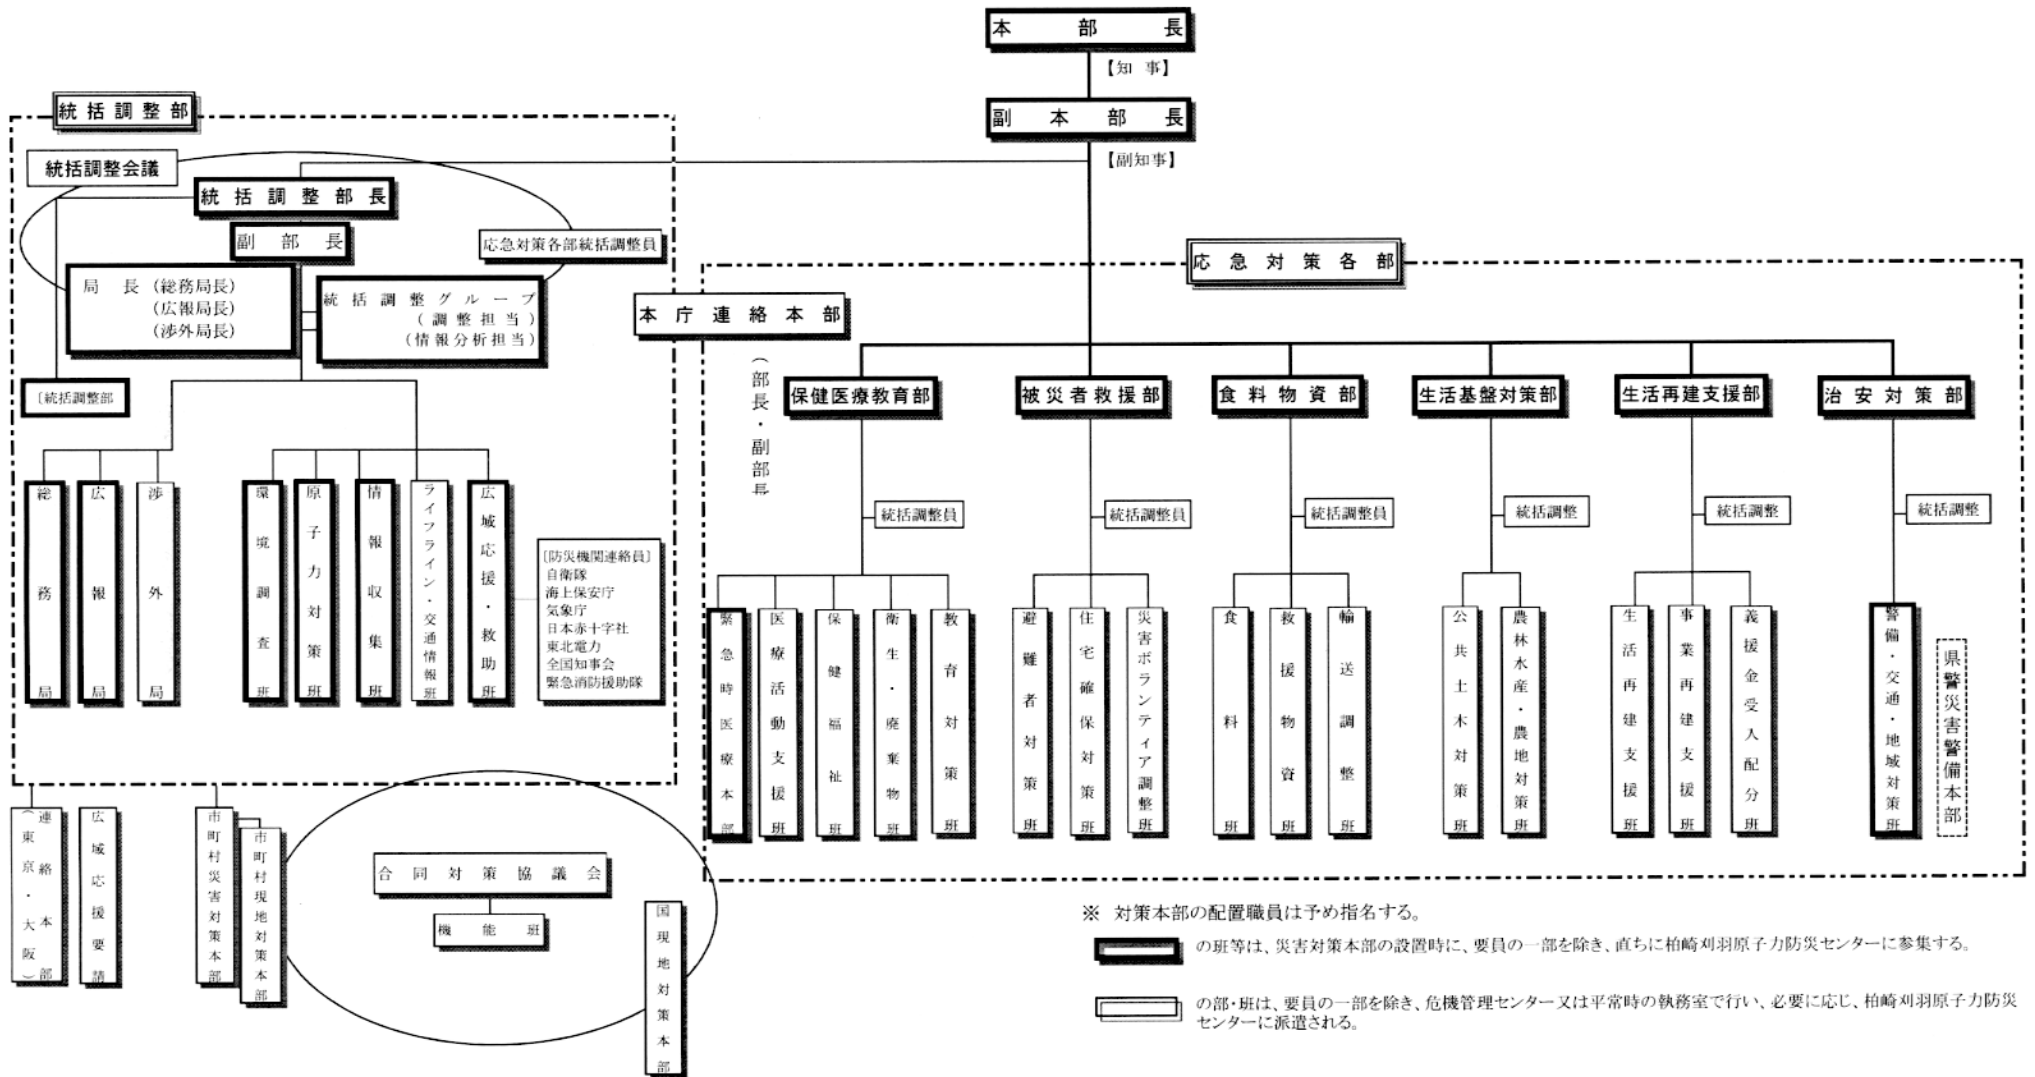 本部長
【知事】
副本部長
【副知事】
統括調整部
統括調整会議
統括調整部長
副部長
応急対策各部統括調整員
局長（総務局長）
（広報局長）
（渉外局長）
統括調整グループ
（調整担当）
（情報分析担当）
〔統括調整部
総務局
広報局
渉外局
環境調査班
原子力対策班
情報収集班
ライフライン・交通情報班
広域応援・救助班
［防災機関連絡員］
自衛隊
海上保安庁
気象庁
日本赤十字社
東北電力
全国知事会
緊急消防援助隊
応急対策各部
本庁連絡本部
（部長・副部長
保健医療教育部
被災者救援部
食料物資部
生活基盤対策部
生活再建支援部
治安対策部
統括調整員
統括調整員
統括調整員
統括調整
統括調整
統括調整
緊急時医療本部
医療活動支援班
保健福祉班
衛生・廃棄物班
教育対策班
避難者対策班
住宅確保対策班
災害ボランティア調整班
食料班
救援物資班
輸送調整班
公共土木対策班
農林水産・農地対策班
生活再建支援班
事業再建支援班
義援金受入配分班
警備・交通・地域対策班
県警災害警備本部
連絡本部
（東京・大阪）
広域応援要請
市町村災害対策本部
市町村現地対策本部
合同対策協議会
機能班
国現地対策本部
※ 対策本部の配置職員は予め指名する。
の班等は、災害対策本部の設置時に、要員の一部を除き、直ちに柏崎刈羽原子力防災センターに参集する。
の部・班は、要員の一部を除き、危機管理センター又は平常時の執務室で行い、必要に応じ、柏崎刈羽原子力防災
センターに派遣される。